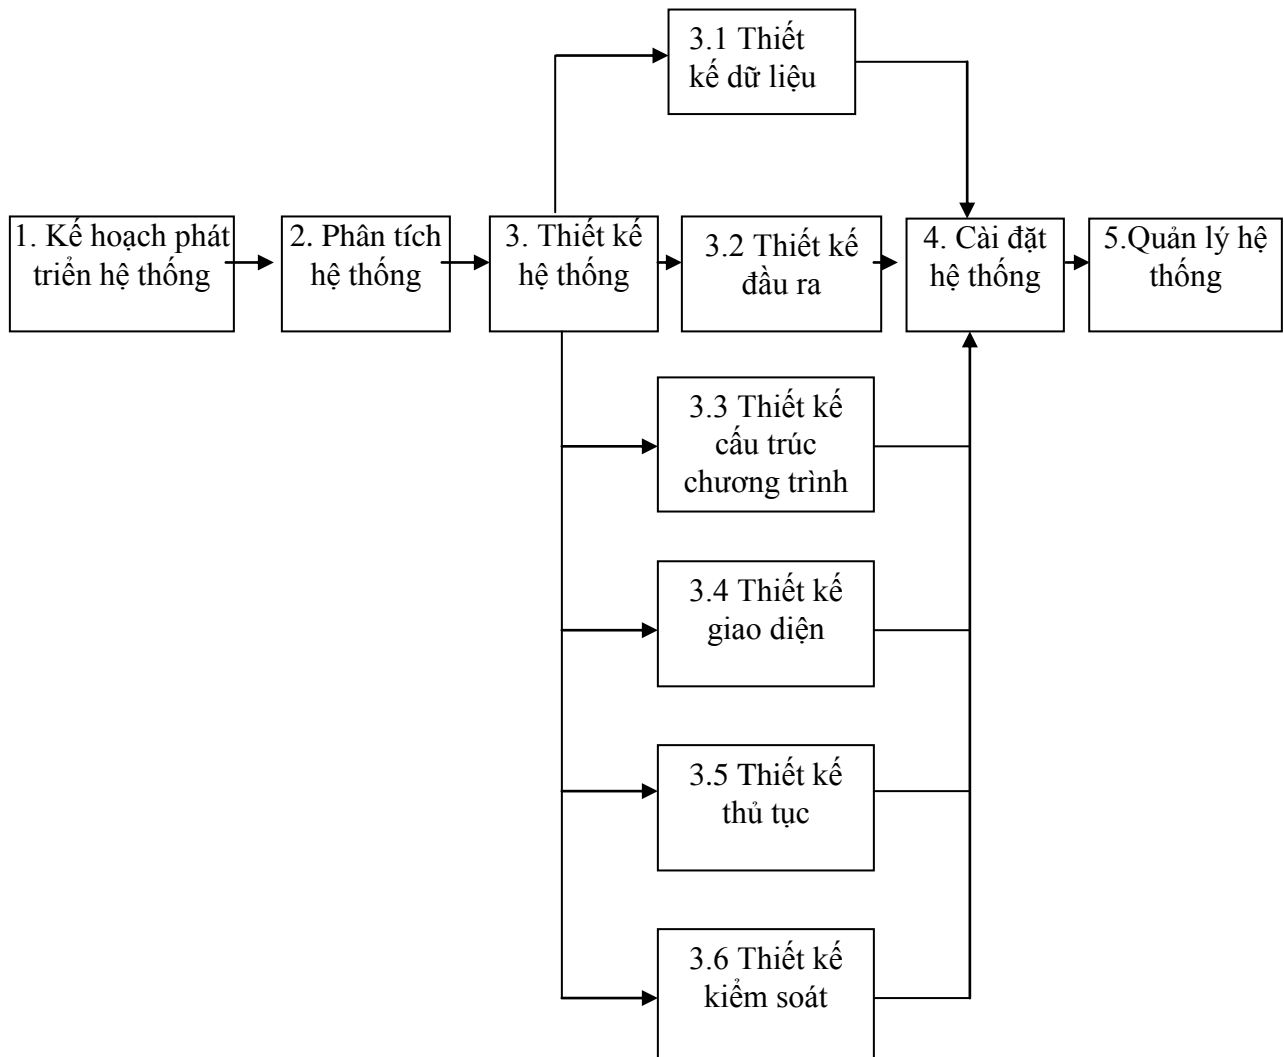 3.1 Thiết
kế dữ liệu
1. Kế hoạch phát
triển hệ thống
2. Phân tích
hệ thống
3. Thiết kế
hệ thống
3.2 Thiết kế
đầu ra
4. Cài đặt
hệ thống
5.Quản lý hệ
thống
3.3 Thiết kế
cấu trúc
chương trình
3.4 Thiết kế
giao diện
3.5 Thiết kế
thủ tục
3.6 Thiết kế
kiểm soát